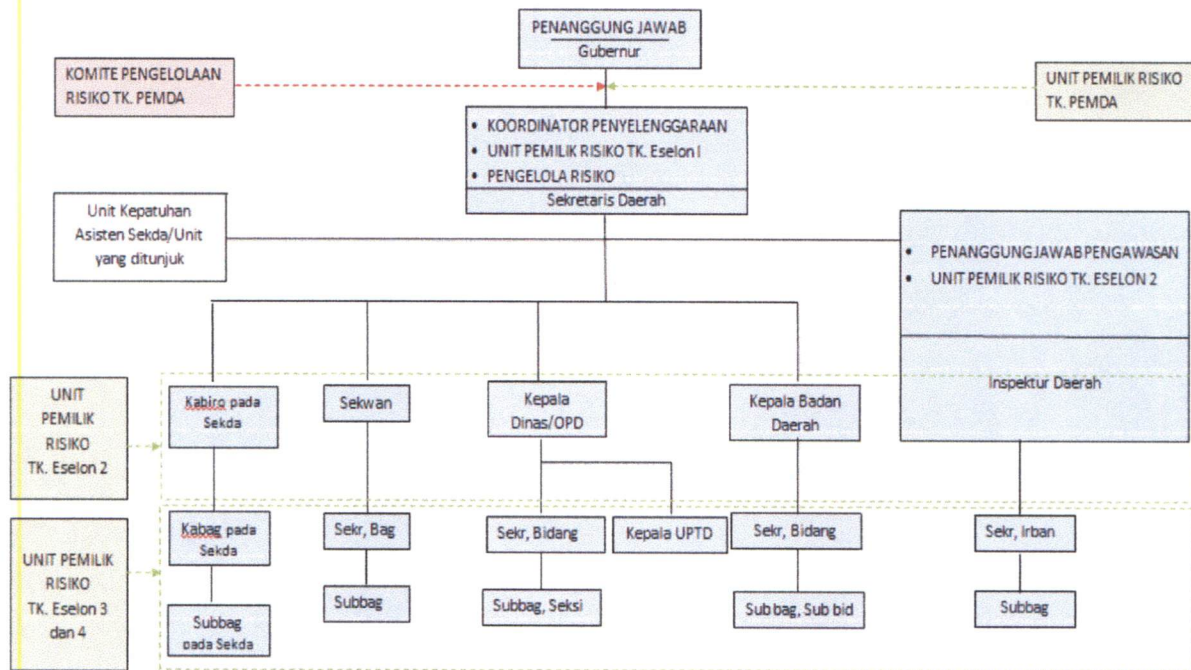 PENANGGUNG JAWAB
Gubernur
KOMITE PENGELOLAAN
RISIKO TK. PEMDA
UNIT PEMILIK RISIKO
TK. PEMDA
• KOORDINATOR PENYELENGGARAAN
• UNIT PEMILIK RISIKO TK. Eselon I
• PENGELOLA RISIKO
Sekretaris Daerah
Unit Kepatuhan
Asisten Sekda/Unit
yang ditunjuk
• PENANGGUNGJAWAB PENGAWASAN
• UNIT PEMILIK RISIKO TK. ESELON 2
Inspektur Daerah
UNIT
PEMILIK
RISIKO
TK. Eselon 2
Kabiro pada
Sekda
Sekwan
Kepala
Dinas/OPD
Kepala Badan
Daerah
UNIT PEMILIK
RISIKO
TK. Eselon 3
dan 4
Kabag pada
Sekda
Sekr, Bag
Sekr, Bidang
Kepala UPTD
Sekr, Bidang
Sekr, Irban
Subbag
pada Sekda
Subbag
Subbag, Seksi
Sub bag, Sub bid
Subbag